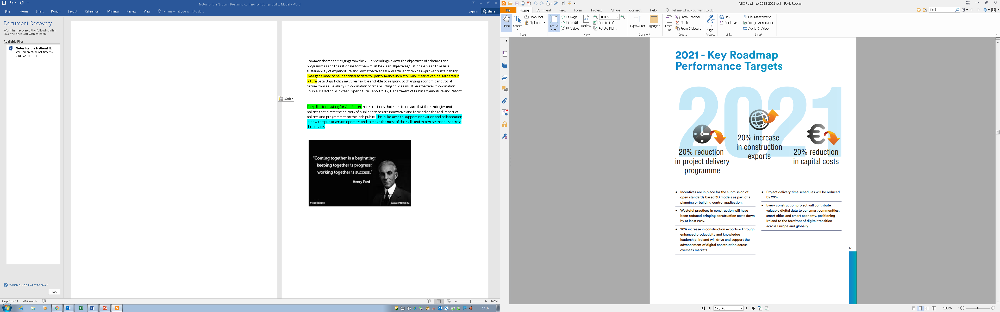 Notes for the National Roadmap conference [Compatibility Mode] - Word
File Home Insert Design Layout References Mailings Review View Tell me what you want to do... Sign in Share
Document Recovery
Word has recovered the following files.
Save the ones you wish to keep.
Available Files
Notes for the National R...
Version created last time t...
29/09/2018 19:35
Which file do I want to save?
Close
Common themes emerging from the 2017 Spending Review The objectives of schemes and
programmes and the rationale for them must be clear Objectives/ Rationale Need to assess
sustainability of expenditure and how effectiveness and efficiency can be improved Sustainability
Data gaps need to be identified so data for performance indicators and metrics can be gathered in
future Data Gaps Policy must be flexible and able to respond to changing economic and social
circumstances Flexibility Co-ordination of cross-cutting policies must be effective Co-ordination
Source: Based on Mid-Year Expenditure Report 2017, Department of Public Expenditure and Reform
(Ctrl)
The pillar Innovating for Our Future has six actions that seek to ensure that the strategies and
policies that direct the delivery of public services are innovative and focused on the real impact of
policies and programmes on the Irish public. This pillar aims to support innovation and collaboration
in how the public service operates and to make the most of the skills and expertise that exist across
the service.
"Coming together is a beginning;
keeping together is progress;
working together is success."
Henry Ford
#iocollaboro www.weplus.eu
Page 1 of 11 670 words 100%
14:37
NBC-Roadmap-2018-2021.pdf - Foxit Reader
File Home Comment View Form Protect Share Connect Help Tell me what you want to do... Find
Hand Select SnapShot Clipboard
Tools
Actual Size Fit Page Fit Width Fit Visible Reflow 100% Rotate Left Rotate Right
View
Typewriter Highlight
Comment
From File From Scanner Blank From Clipboard
Create
PDF Sign
Protect
Link Bookmark
Links
File Attachment Image Annotation Audio & Video
Insert
2021 - Key Roadmap
Performance Targets
2021
20% reduction
in project delivery
programme
20% increase
in construction
exports
20% reduction
in capital costs
• Incentives are in place for the submission of
open standards based 3D models as part of a
planning or building control application.
• Wasteful practices in construction will have
been reduced bringing construction costs down
by at least 20%.
• 20% increase in construction exports – Through
enhanced productivity and knowledge
leadership, Ireland will drive and support the
advancement of digital construction across
overseas markets.
• Project delivery time schedules will be reduced
by 20%.
• Every construction project will contribute
valuable digital data to our smart communities,
smart cities and smart economy, positioning
Ireland to the forefront of digital transition
across Europe and globally.
17
17 / 48
100%